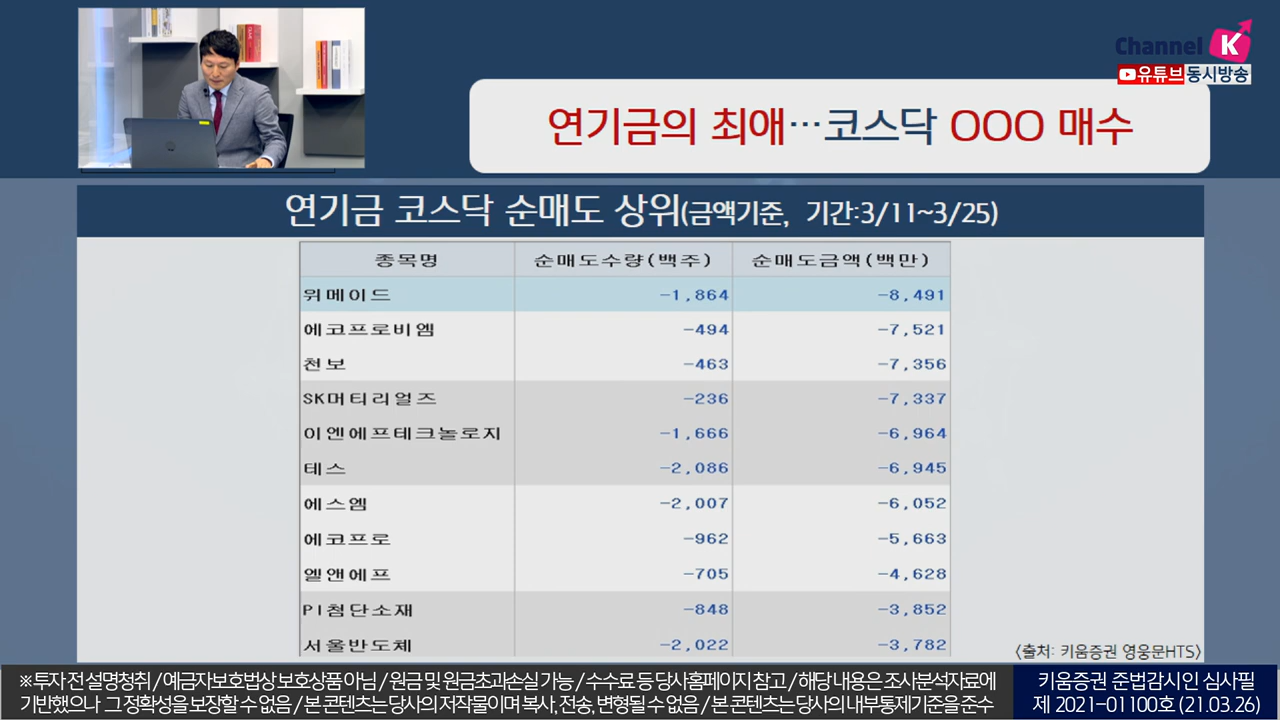 Channel K
유튜브 동시방송
연기금의 최애…코스닥 OOO 매수
연기금 코스닥 순매도 상위(금액기준, 기간:3/11~3/25)
종목명 순매도수량(백주) 순매도금액(백만)
위메이드 -1,864 -8,491
에코프로비엠 -494 -7,521
천보 -463 -7,356
SK머티리얼즈 -236 -7,337
이엔에프테크놀로지 -1,666 -6,964
테스 -2,086 -6,945
에스엠 -2,007 -6,052
에코프로 -962 -5,663
엘앤에프 -705 -4,628
PI첨단소재 -848 -3,852
서울반도체 -2,022 -3,782
<출처: 키움증권 영웅문HTS>
※투자 전 설명청취 / 예금자보호법상 보호상품 아님 / 원금 및 원금초과손실 가능 / 수수료 등 당사홈페이지 참고 / 해당 내용은 조사분석자료에
기반했으나 그 정확성을 보장할 수 없음 / 본 콘텐츠는 당사의 저작물이며 복사, 전송, 변형될 수 없음 / 본 콘텐츠는 당사의 내부통제기준을 준수
키움증권 준법감시인 심사필
제 2021-01100호 (21.03.26)